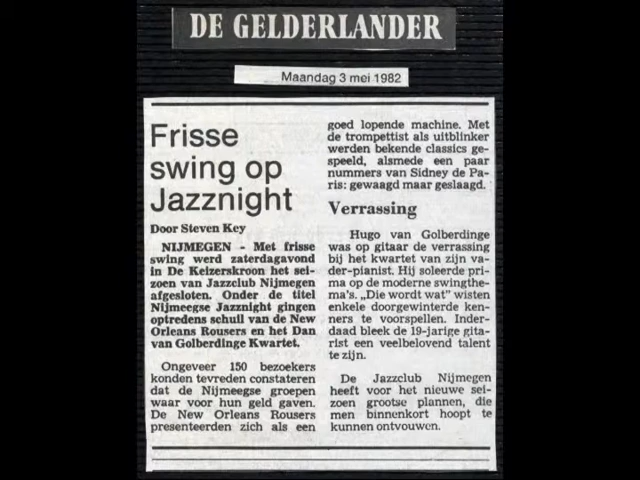 DE GELDERLANDER
Maandag 3 mei 1982
Frisse
swing op
Jazznight
Door Steven Key
NIJMEGEN - Met frisse
swing werd zaterdagavond
in De Keizerskroon het sei-
zoen van Jazzclub Nijmegen
afgesloten. Onder de titel
Nijmeegse Jazznight gingen
optredens schuil van de New
Orleans Rousers en het Dan
van Golberdinge Kwartet.
Ongeveer 150 bezoekers
konden tevreden constateren
dat de Nijmeegse groepen
waar voor hun geld gaven.
De New Orleans Rousers
presenteerden zich als een
goed lopende machine. Met
de trompettist als uitblinker
werden bekende classics ge-
speeld, alsmede een paar
nummers van Sidney de Pa-
ris: gewaagd maar geslaagd.
Verrassing
Hugo van Golberdinge
was op gitaar de verrassing
bij het kwartet van zijn va-
der-pianist. Hij soleerde pri-
ma op de moderne swingthe-
ma's. „Die wordt wat" wisten
enkele doorgewinterde ken-
ners te voorspellen. Inder-
daad bleek de 19-jarige gita-
rist een veelbelovend talent
te zijn.
De Jazzclub Nijmegen
heeft voor het nieuwe sei-
zoen grootse plannen, die
men binnenkort hoopt te
kunnen ontvouwen.